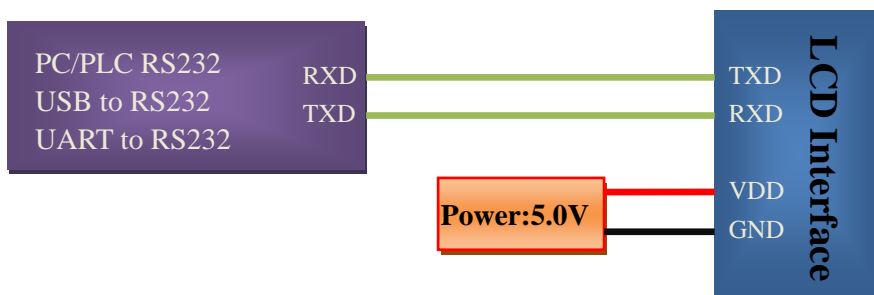 PC/PLC RS232
USB to RS232
UART to RS232
RXD
TXD
TXD
RXD
VDD
GND
LCD Interface
Power:5.0V